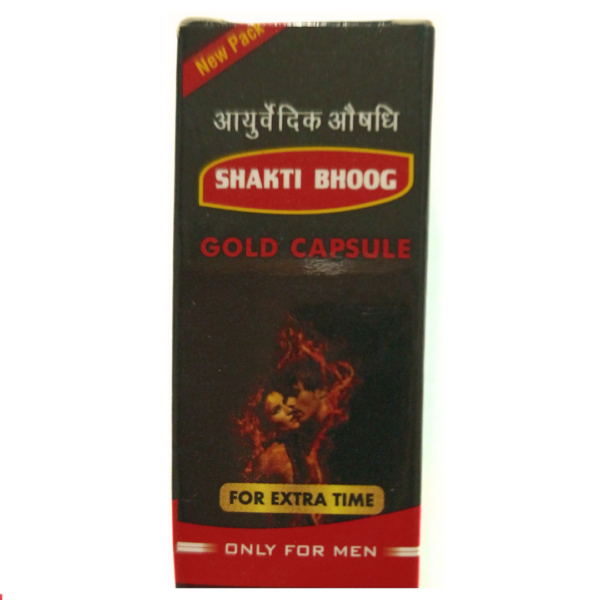 New Pack
आयुर्वेदिक औषधि
SHAKTI BHOOG
GOLD CAPSULE
FOR EXTRA TIME
ONLY FOR MEN